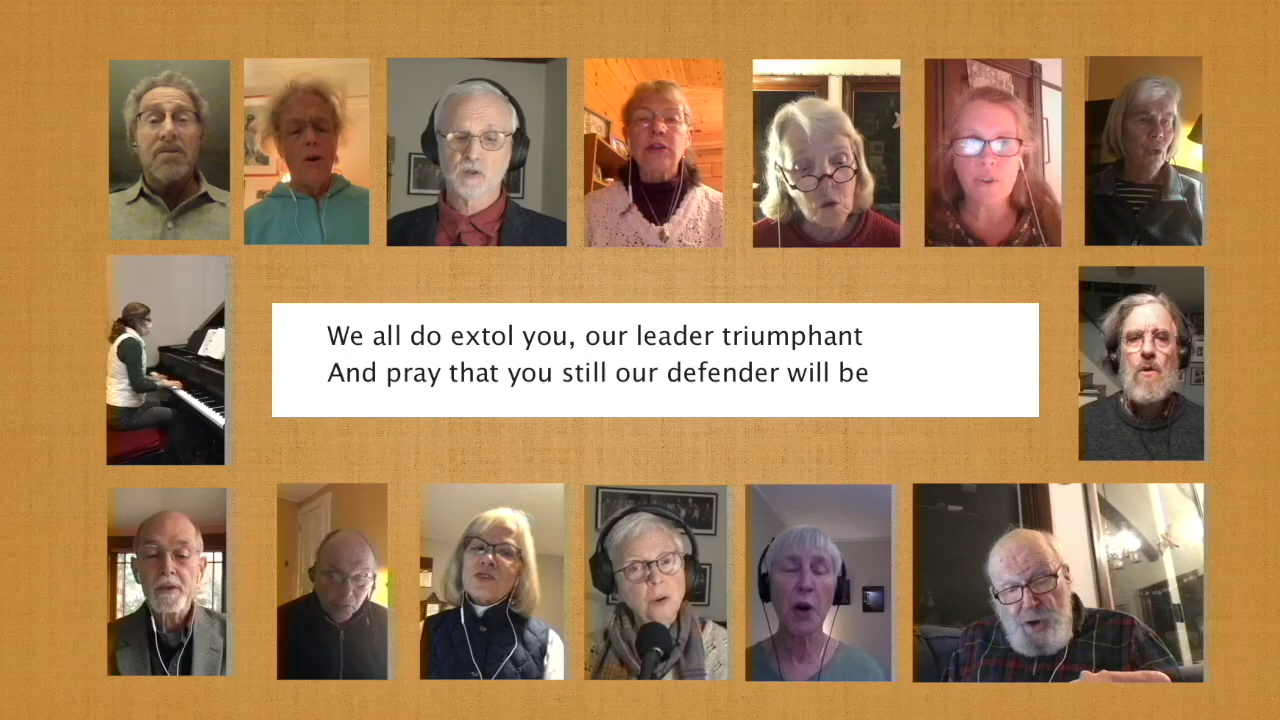 We all do extol you, our leader triumphant
And pray that you still our defender will be